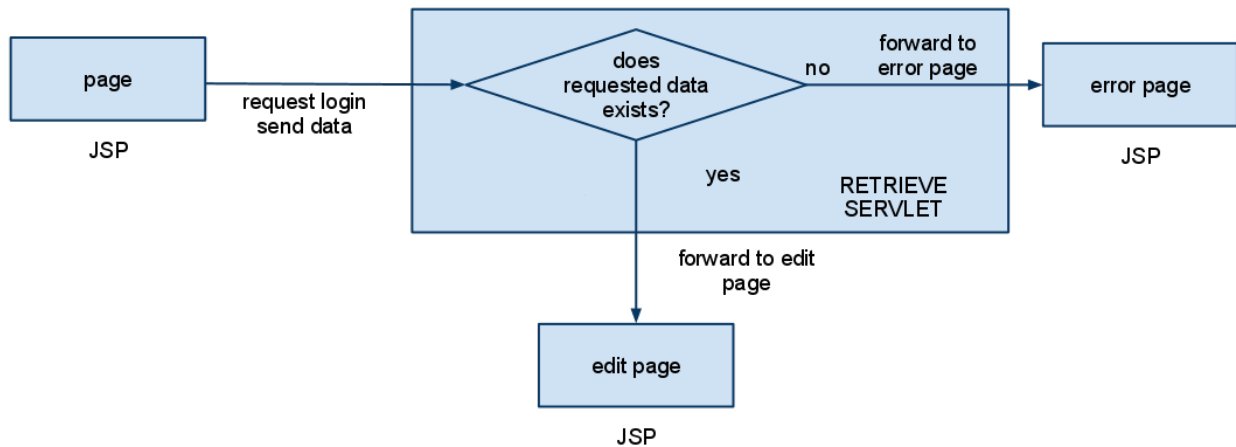 page
JSP
request login
send data
does
requested data
exists?
no
forward to
error page
error page
JSP
yes
RETRIEVE
SERVLET
forward to edit
page
edit page
JSP